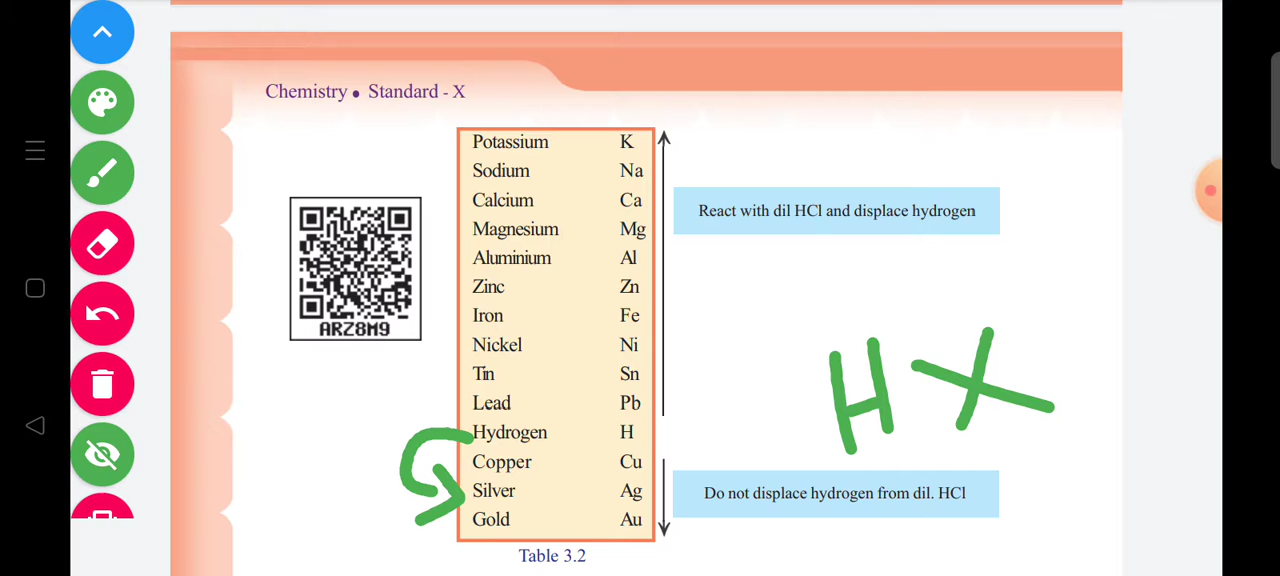 Chemistry • Standard - X
Potassium K
Sodium Na
Calcium Ca
Magnesium Mg
Aluminium Al
Zinc Zn
Iron Fe
Nickel Ni
Tin Sn
Lead Pb
Hydrogen H
Copper Cu
Silver Ag
Gold Au
React with dil HCl and displace hydrogen
Do not displace hydrogen from dil. HCl
ARZ8M9
H X
Table 3.2